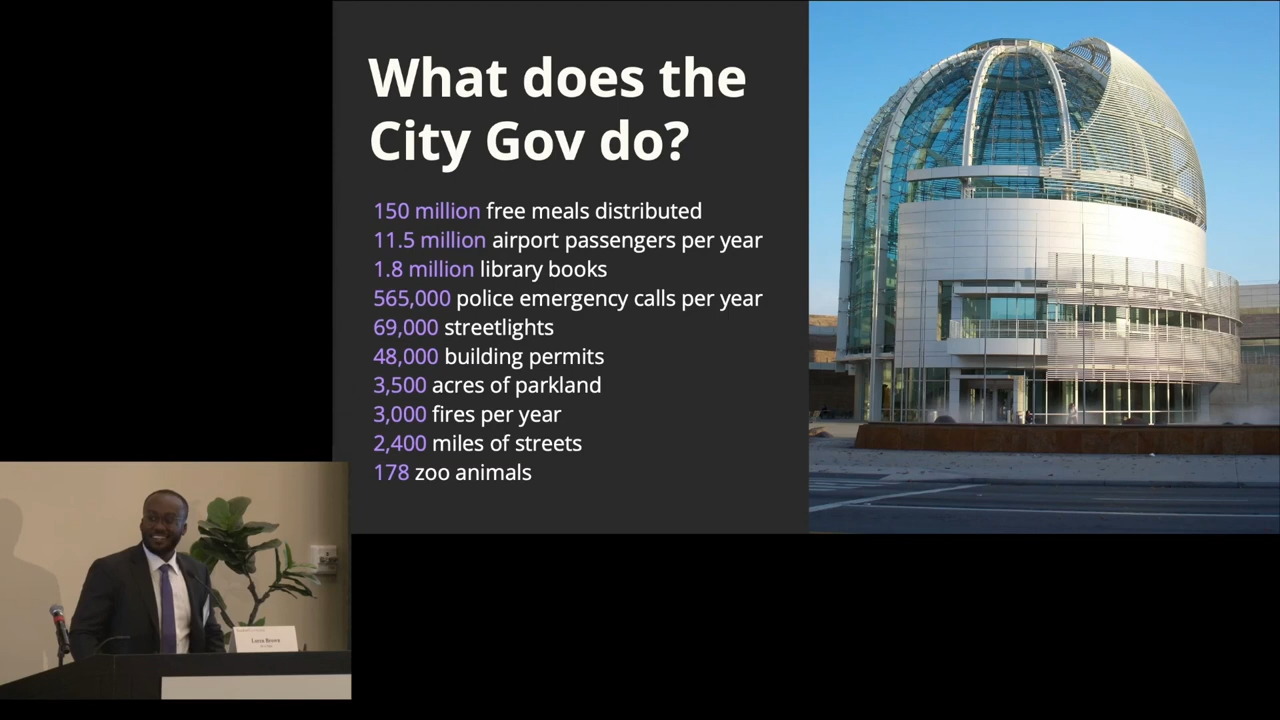 What does the
City Gov do?
150 million free meals distributed
11.5 million airport passengers per year
1.8 million library books
565,000 police emergency calls per year
69,000 streetlights
48,000 building permits
3,500 acres of parkland
3,000 fires per year
2,400 miles of streets
178 zoo animals
Brown